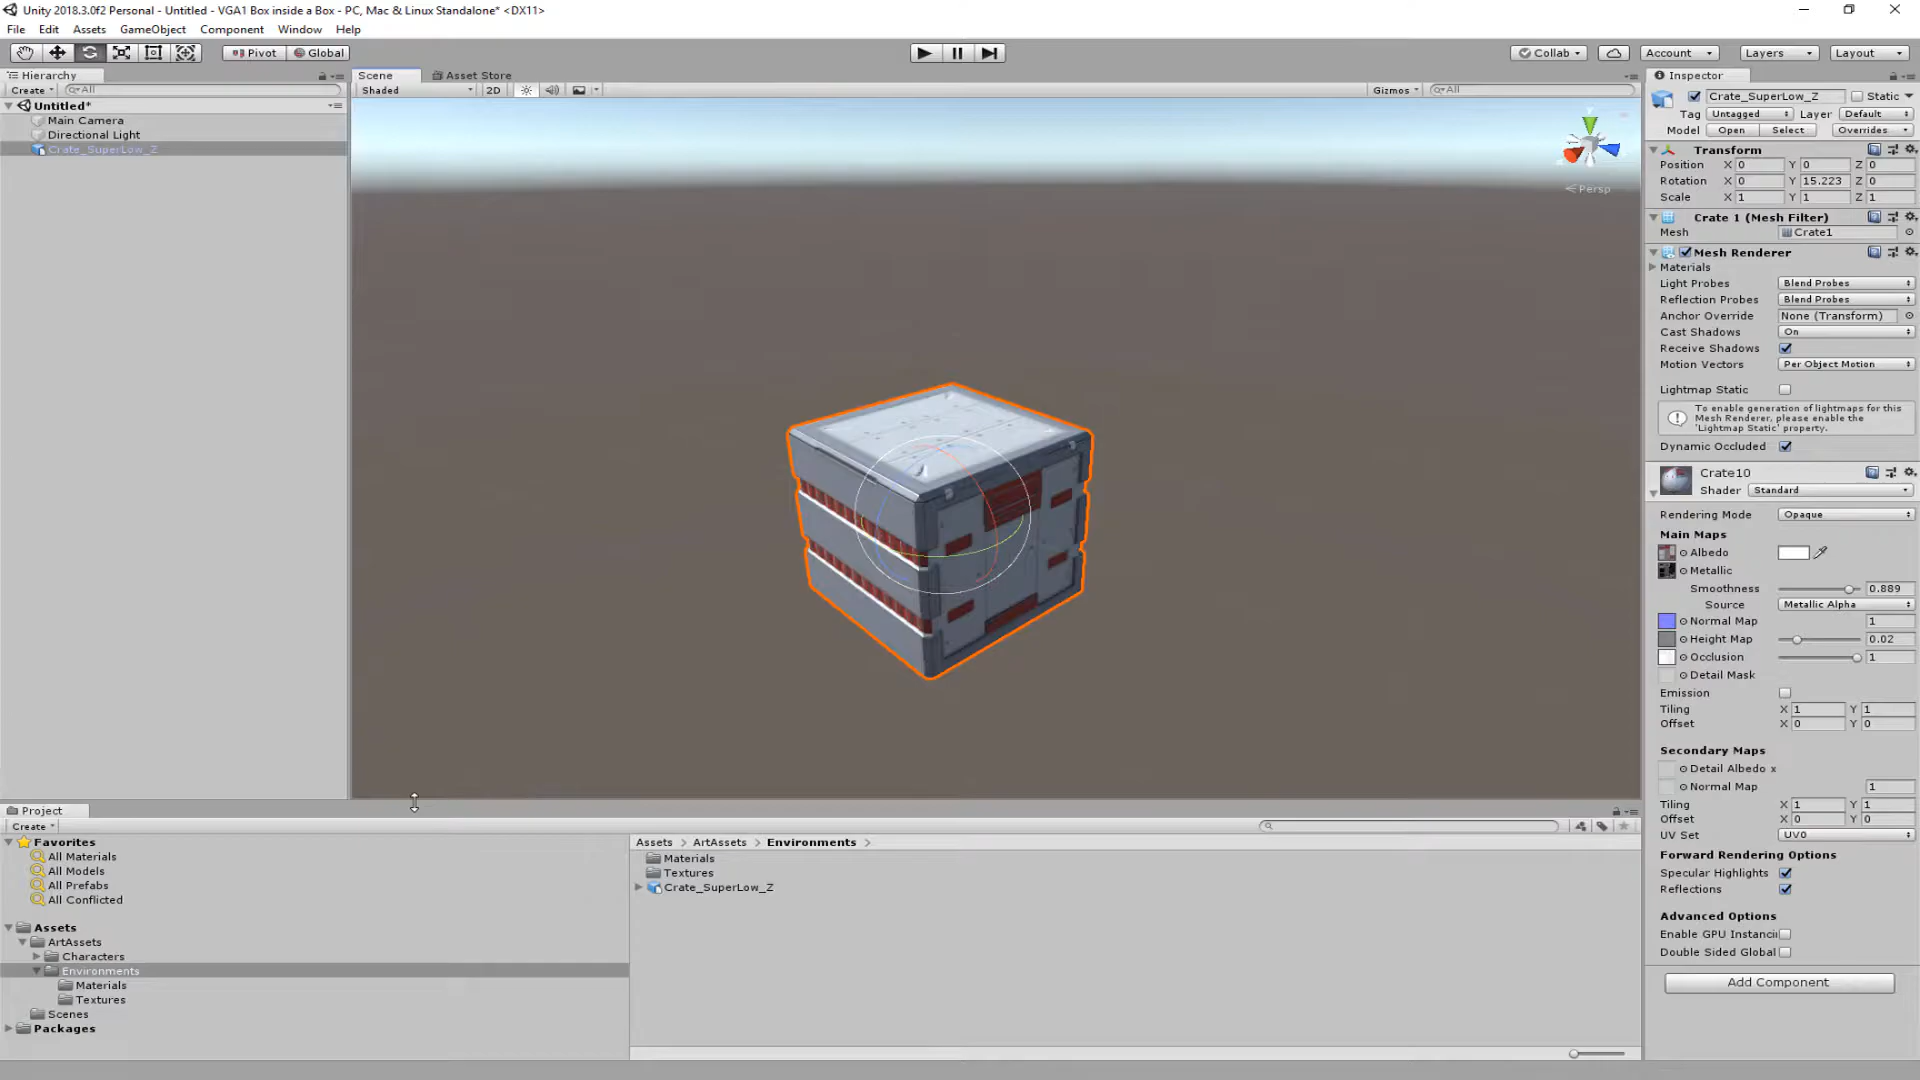 Unity 2018.3.0f2 Personal - Untitled - VGA1 Box inside a Box - PC, Mac & Linux Standalone* <DX11>
File Edit Assets GameObject Component Window Help
Pivot Global Collab Account Layers Layout
Hierarchy
Create All
Untitled*
Main Camera
Directional Light
Crate_SuperLow_Z
Scene Asset Store
Shaded 2D Gizmos All
Persp
Inspector
Crate_SuperLow_Z Static
Tag Untagged Layer Default
Model Open Select Overrides
Transform
Position X 0 Y 0 Z 0
Rotation X 0 Y 15.223 Z 0
Scale X 1 Y 1 Z 1
Crate 1 (Mesh Filter)
Mesh Crate1
Mesh Renderer
Materials
Light Probes Blend Probes
Reflection Probes Blend Probes
Anchor Override None (Transform)
Cast Shadows On
Receive Shadows
Motion Vectors Per Object Motion
Lightmap Static
To enable generation of lightmaps for this
Mesh Renderer, please enable the
'Lightmap Static' property.
Dynamic Occluded
Crate10
Shader Standard
Rendering Mode Opaque
Main Maps
Albedo
Metallic
Smoothness 0.889
Source Metallic Alpha
Normal Map 1
Height Map 0.02
Occlusion 1
Detail Mask
Emission
Tiling X 1 Y 1
Offset X 0 Y 0
Secondary Maps
Detail Albedo x
Normal Map 1
Tiling X 1 Y 1
Offset X 0 Y 0
UV Set UV0
Forward Rendering Options
Specular Highlights
Reflections
Advanced Options
Enable GPU Instanci
Double Sided Global
Add Component
Project
Create
Favorites
All Materials
All Models
All Prefabs
All Conflicted
Assets
ArtAssets
Characters
Environments
Materials
Textures
Scenes
Packages
Assets > ArtAssets > Environments >
Materials
Textures
Crate_SuperLow_Z